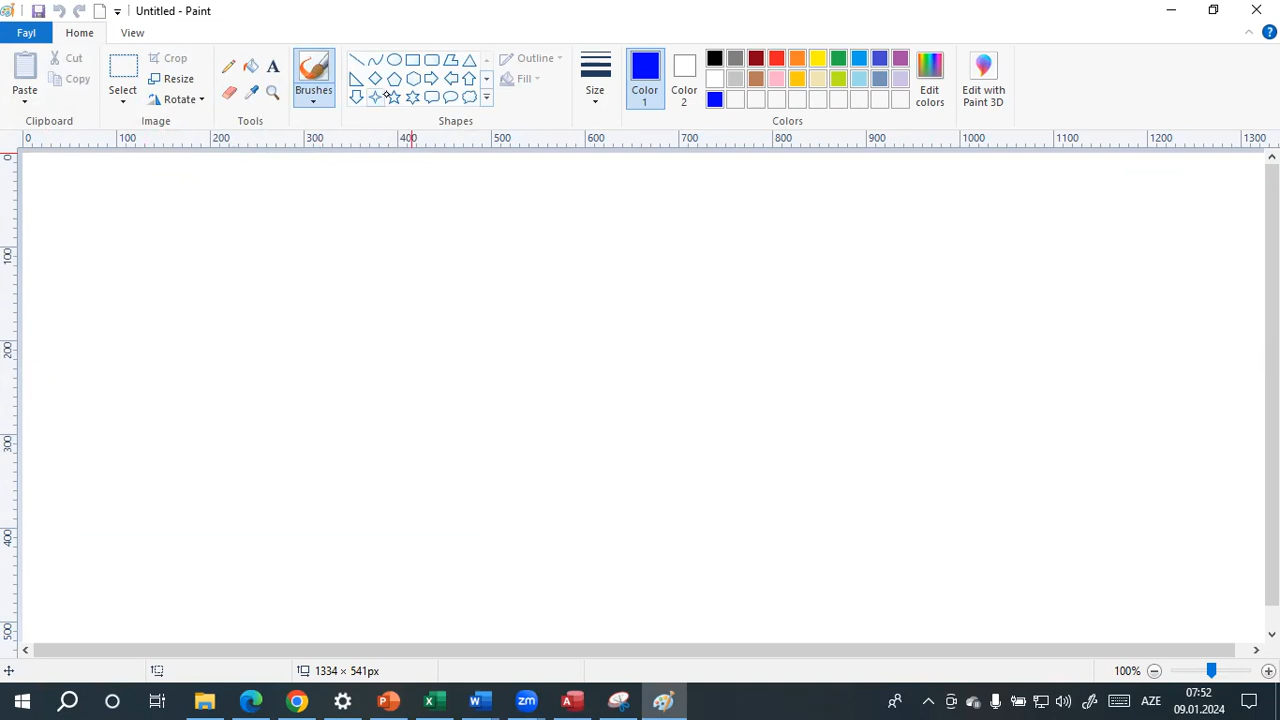 Untitled - Paint
Fayl Home View
Paste
Cut
Copy
Clipboard
Select
Crop
Resize
Rotate
Image
A
Tools
Brushes
Shapes
Outline
Fill
Size
Color 1
Color 2
Colors
Edit colors
Edit with Paint 3D
0 100 200 300 400 500 600 700 800 900 1000 1100 1200 1300
0
100
200
300
400
500
1334 × 541px
100%
P X W zm A
AZE
07:52
09.01.2024